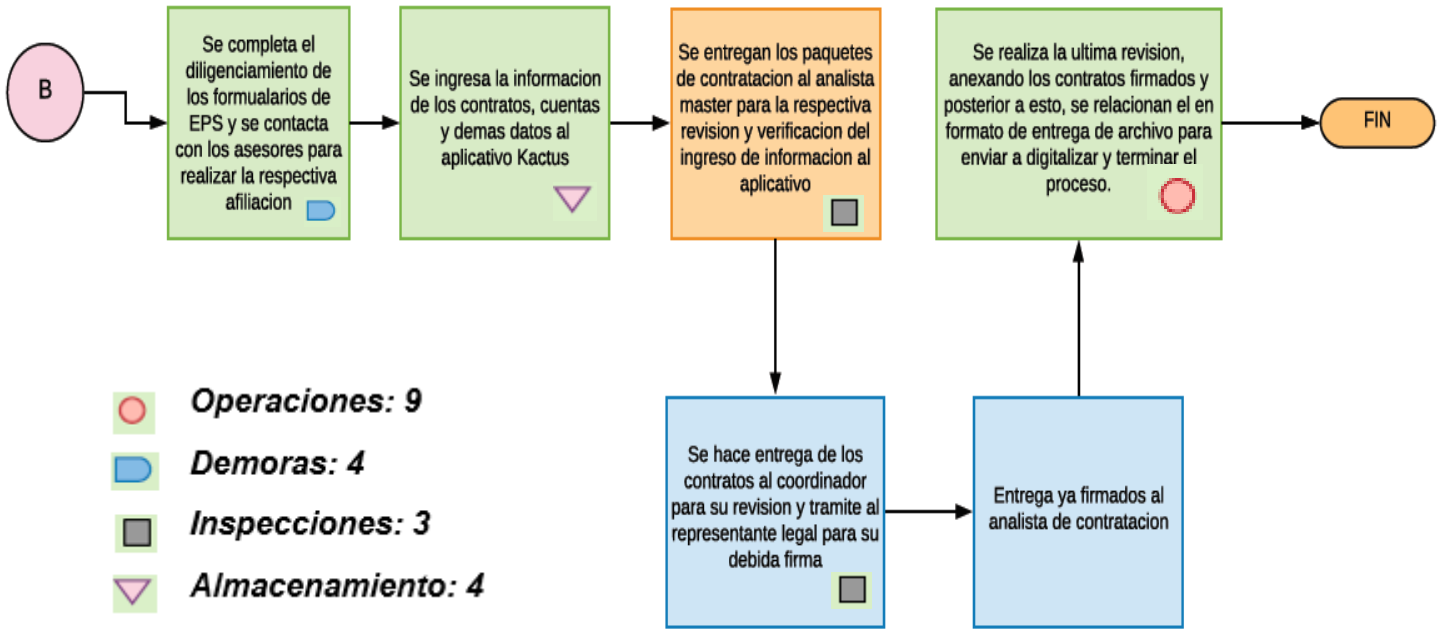 B
Se completa el
diligenciamiento de
los formualarios de
EPS y se contacta
con los asesores para
realizar la respectiva
afiliacion
Se ingresa la informacion
de los contratos, cuentas
y demas datos al
aplicativo Kactus
Se entregan los paquetes
de contratacion al analista
master para la respectiva
revision y verificacion del
ingreso de informacion al
aplicativo
Se realiza la ultima revision,
anexando los contratos firmados y
posterior a esto, se relacionan el en
formato de entrega de archivo para
enviar a digitalizar y terminar el
proceso.
FIN
Se hace entrega de los
contratos al coordinador
para su revision y tramite al
representante legal para su
debida firma
Entrega ya firmados al
analista de contratacion
Operaciones: 9
Demoras: 4
Inspecciones: 3
Almacenamiento: 4